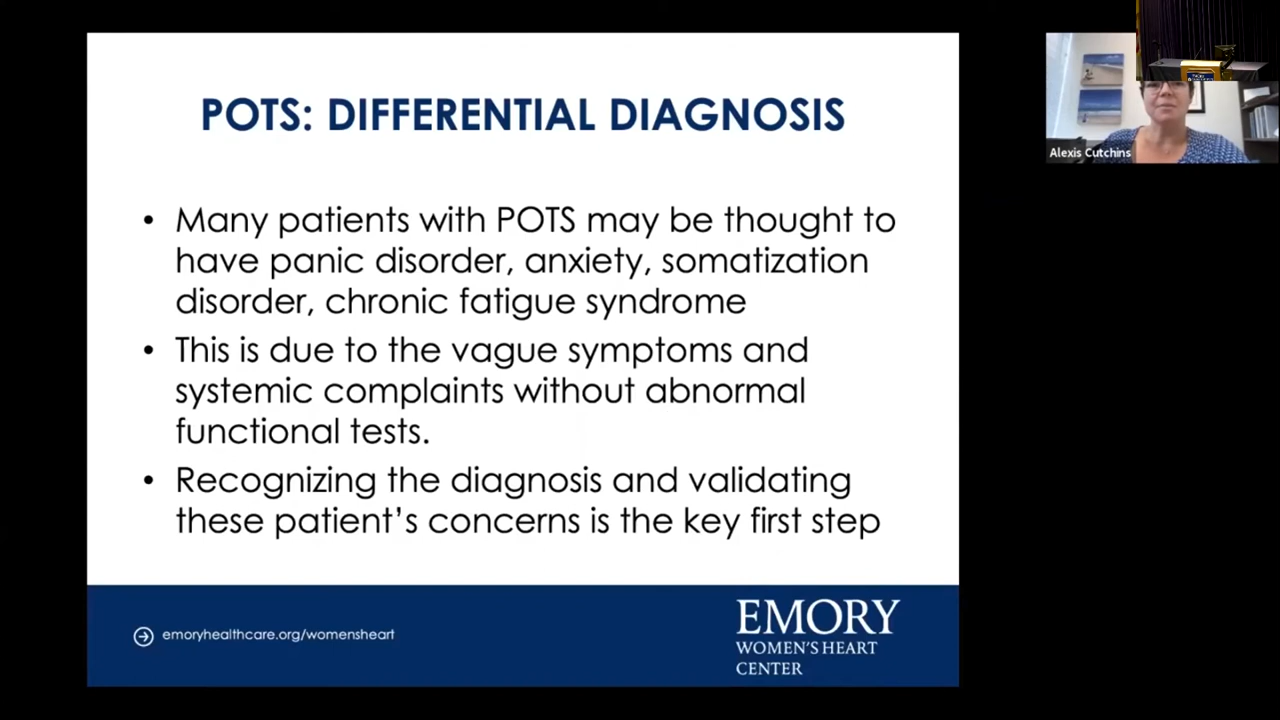 POTS: DIFFERENTIAL DIAGNOSIS
• Many patients with POTS may be thought to
have panic disorder, anxiety, somatization
disorder, chronic fatigue syndrome
• This is due to the vague symptoms and
systemic complaints without abnormal
functional tests.
• Recognizing the diagnosis and validating
these patient's concerns is the key first step
emoryhealthcare.org/womensheart
EMORY
WOMEN'S HEART
CENTER
Alexis Cutchins